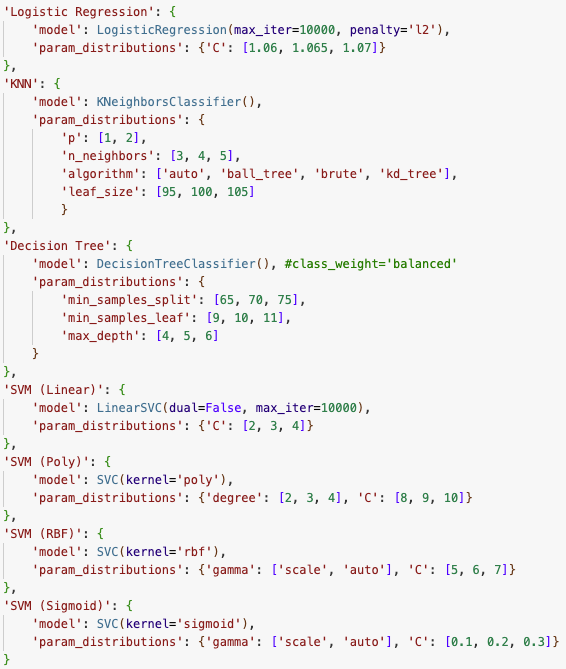 'Logistic Regression': {
    'model': LogisticRegression(max_iter=10000, penalty='l2'),
    'param_distributions': {'C': [1.06, 1.065, 1.07]}
},
'KNN': {
    'model': KNeighborsClassifier(),
    'param_distributions': {
        'p': [1, 2],
        'n_neighbors': [3, 4, 5],
        'algorithm': ['auto', 'ball_tree', 'brute', 'kd_tree'],
        'leaf_size': [95, 100, 105]
        }
},
'Decision Tree': {
    'model': DecisionTreeClassifier(), #class_weight='balanced'
    'param_distributions': {
        'min_samples_split': [65, 70, 75],
        'min_samples_leaf': [9, 10, 11],
        'max_depth': [4, 5, 6]
    }
},
'SVM (Linear)': {
    'model': LinearSVC(dual=False, max_iter=10000),
    'param_distributions': {'C': [2, 3, 4]}
},
'SVM (Poly)': {
    'model': SVC(kernel='poly'),
    'param_distributions': {'degree': [2, 3, 4], 'C': [8, 9, 10]}
},
'SVM (RBF)': {
    'model': SVC(kernel='rbf'),
    'param_distributions': {'gamma': ['scale', 'auto'], 'C': [5, 6, 7]}
},
'SVM (Sigmoid)': {
    'model': SVC(kernel='sigmoid'),
    'param_distributions': {'gamma': ['scale', 'auto'], 'C': [0.1, 0.2, 0.3]}
}